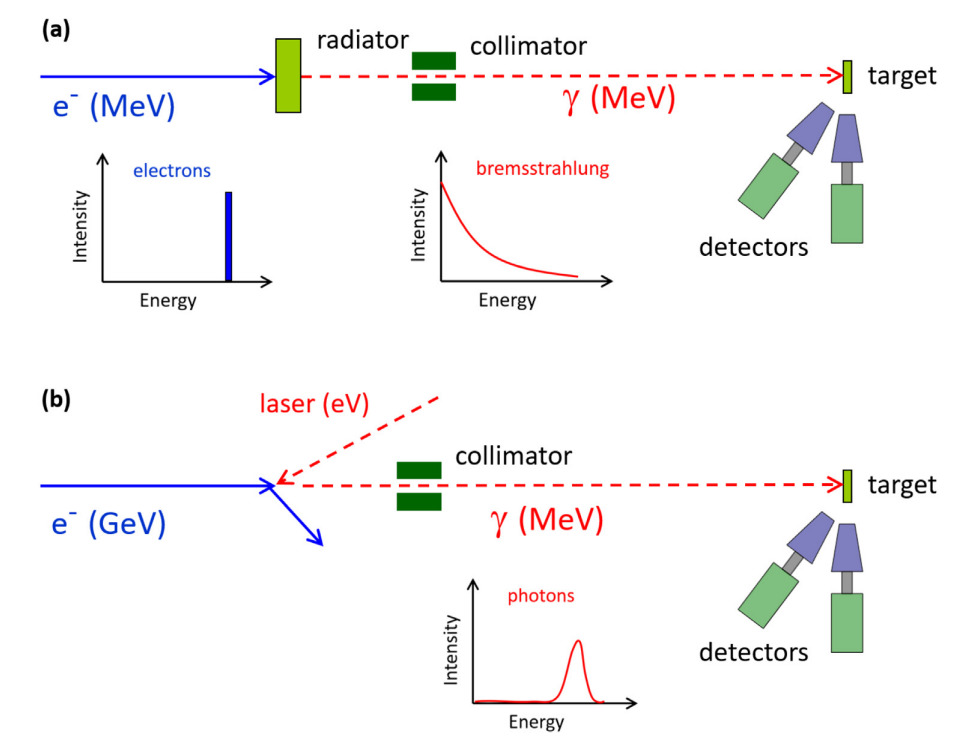 (a)
radiator
collimator
target
e⁻ (MeV)
γ (MeV)
electrons
Intensity
Energy
bremsstrahlung
Intensity
Energy
detectors
(b)
laser (eV)
collimator
target
e⁻ (GeV)
γ (MeV)
photons
Intensity
Energy
detectors